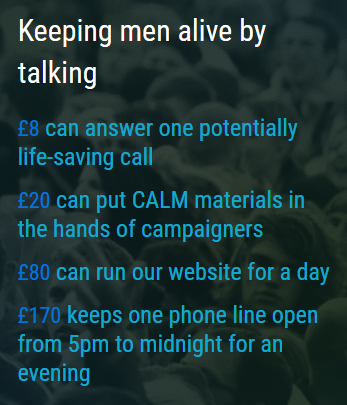 Keeping men alive by
talking
£8 can answer one potentially
life-saving call
£20 can put CALM materials in
the hands of campaigners
£80 can run our website for a day
£170 keeps one phone line open
from 5pm to midnight for an
evening